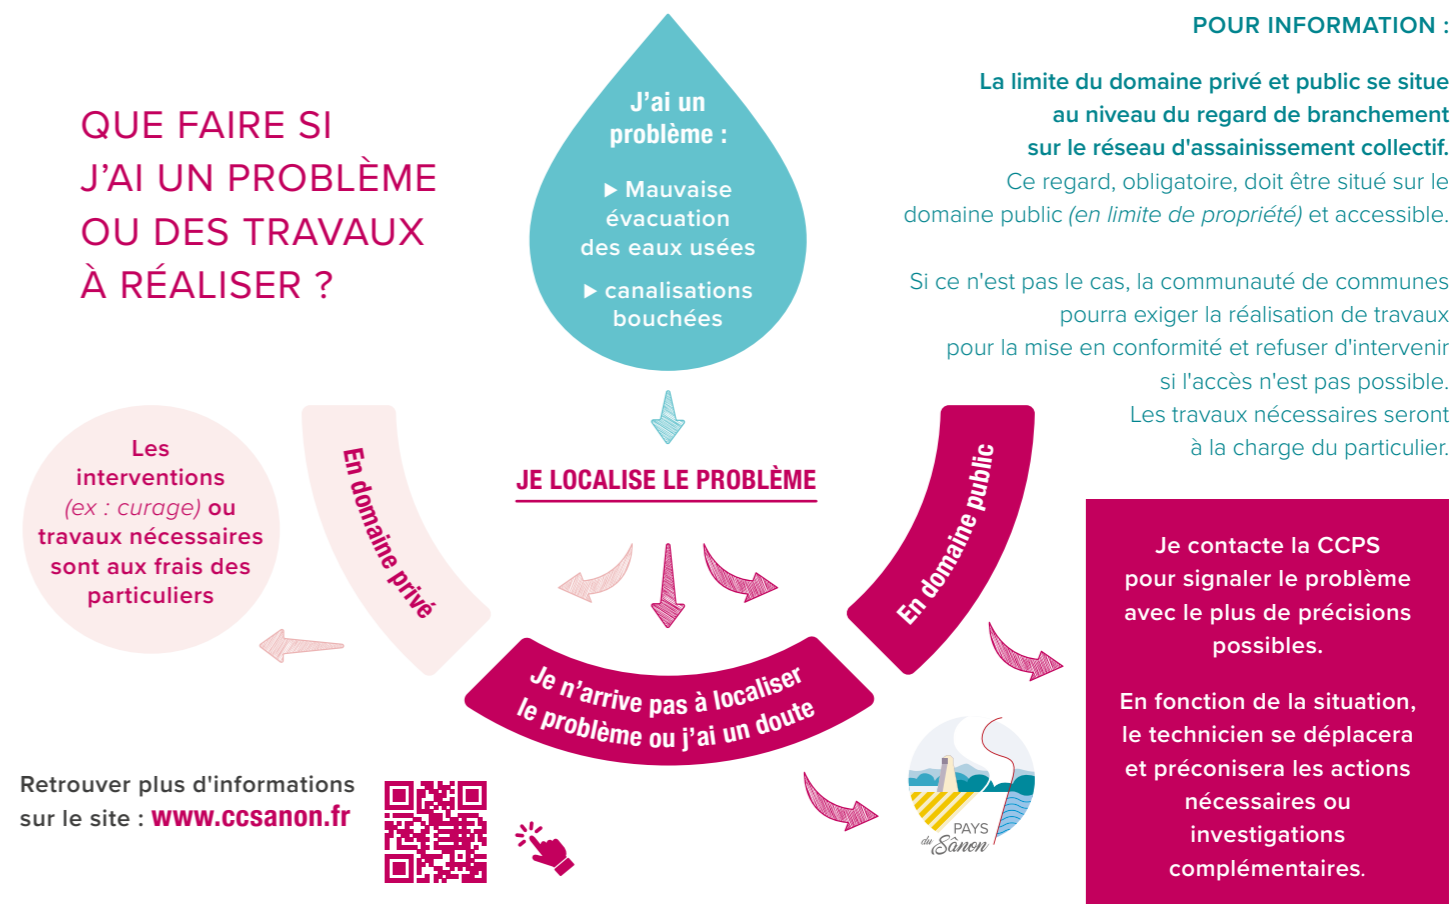 QUE FAIRE SI
J'AI UN PROBLÈME
OU DES TRAVAUX
À RÉALISER ?
J'ai un
problème :
▶ Mauvaise
évacuation
des eaux usées
▶ canalisations
bouchées
POUR INFORMATION :
La limite du domaine privé et public se situe
au niveau du regard de branchement
sur le réseau d'assainissement collectif.
Ce regard, obligatoire, doit être situé sur le
domaine public (en limite de propriété) et accessible.
Si ce n'est pas le cas, la communauté de communes
pourra exiger la réalisation de travaux
pour la mise en conformité et refuser d'intervenir
si l'accès n'est pas possible.
Les travaux nécessaires seront
à la charge du particulier.
JE LOCALISE LE PROBLÈME
En domaine privé
Les
interventions
(ex : curage) ou
travaux nécessaires
sont aux frais des
particuliers
Je n'arrive pas à localiser
le problème ou j'ai un doute
En domaine public
Je contacte la CCPS
pour signaler le problème
avec le plus de précisions
possibles.
En fonction de la situation,
le technicien se déplacera
et préconisera les actions
nécessaires ou
investigations
complémentaires.
PAYS
du Sânon
Retrouver plus d'informations
sur le site : www.ccsanon.fr